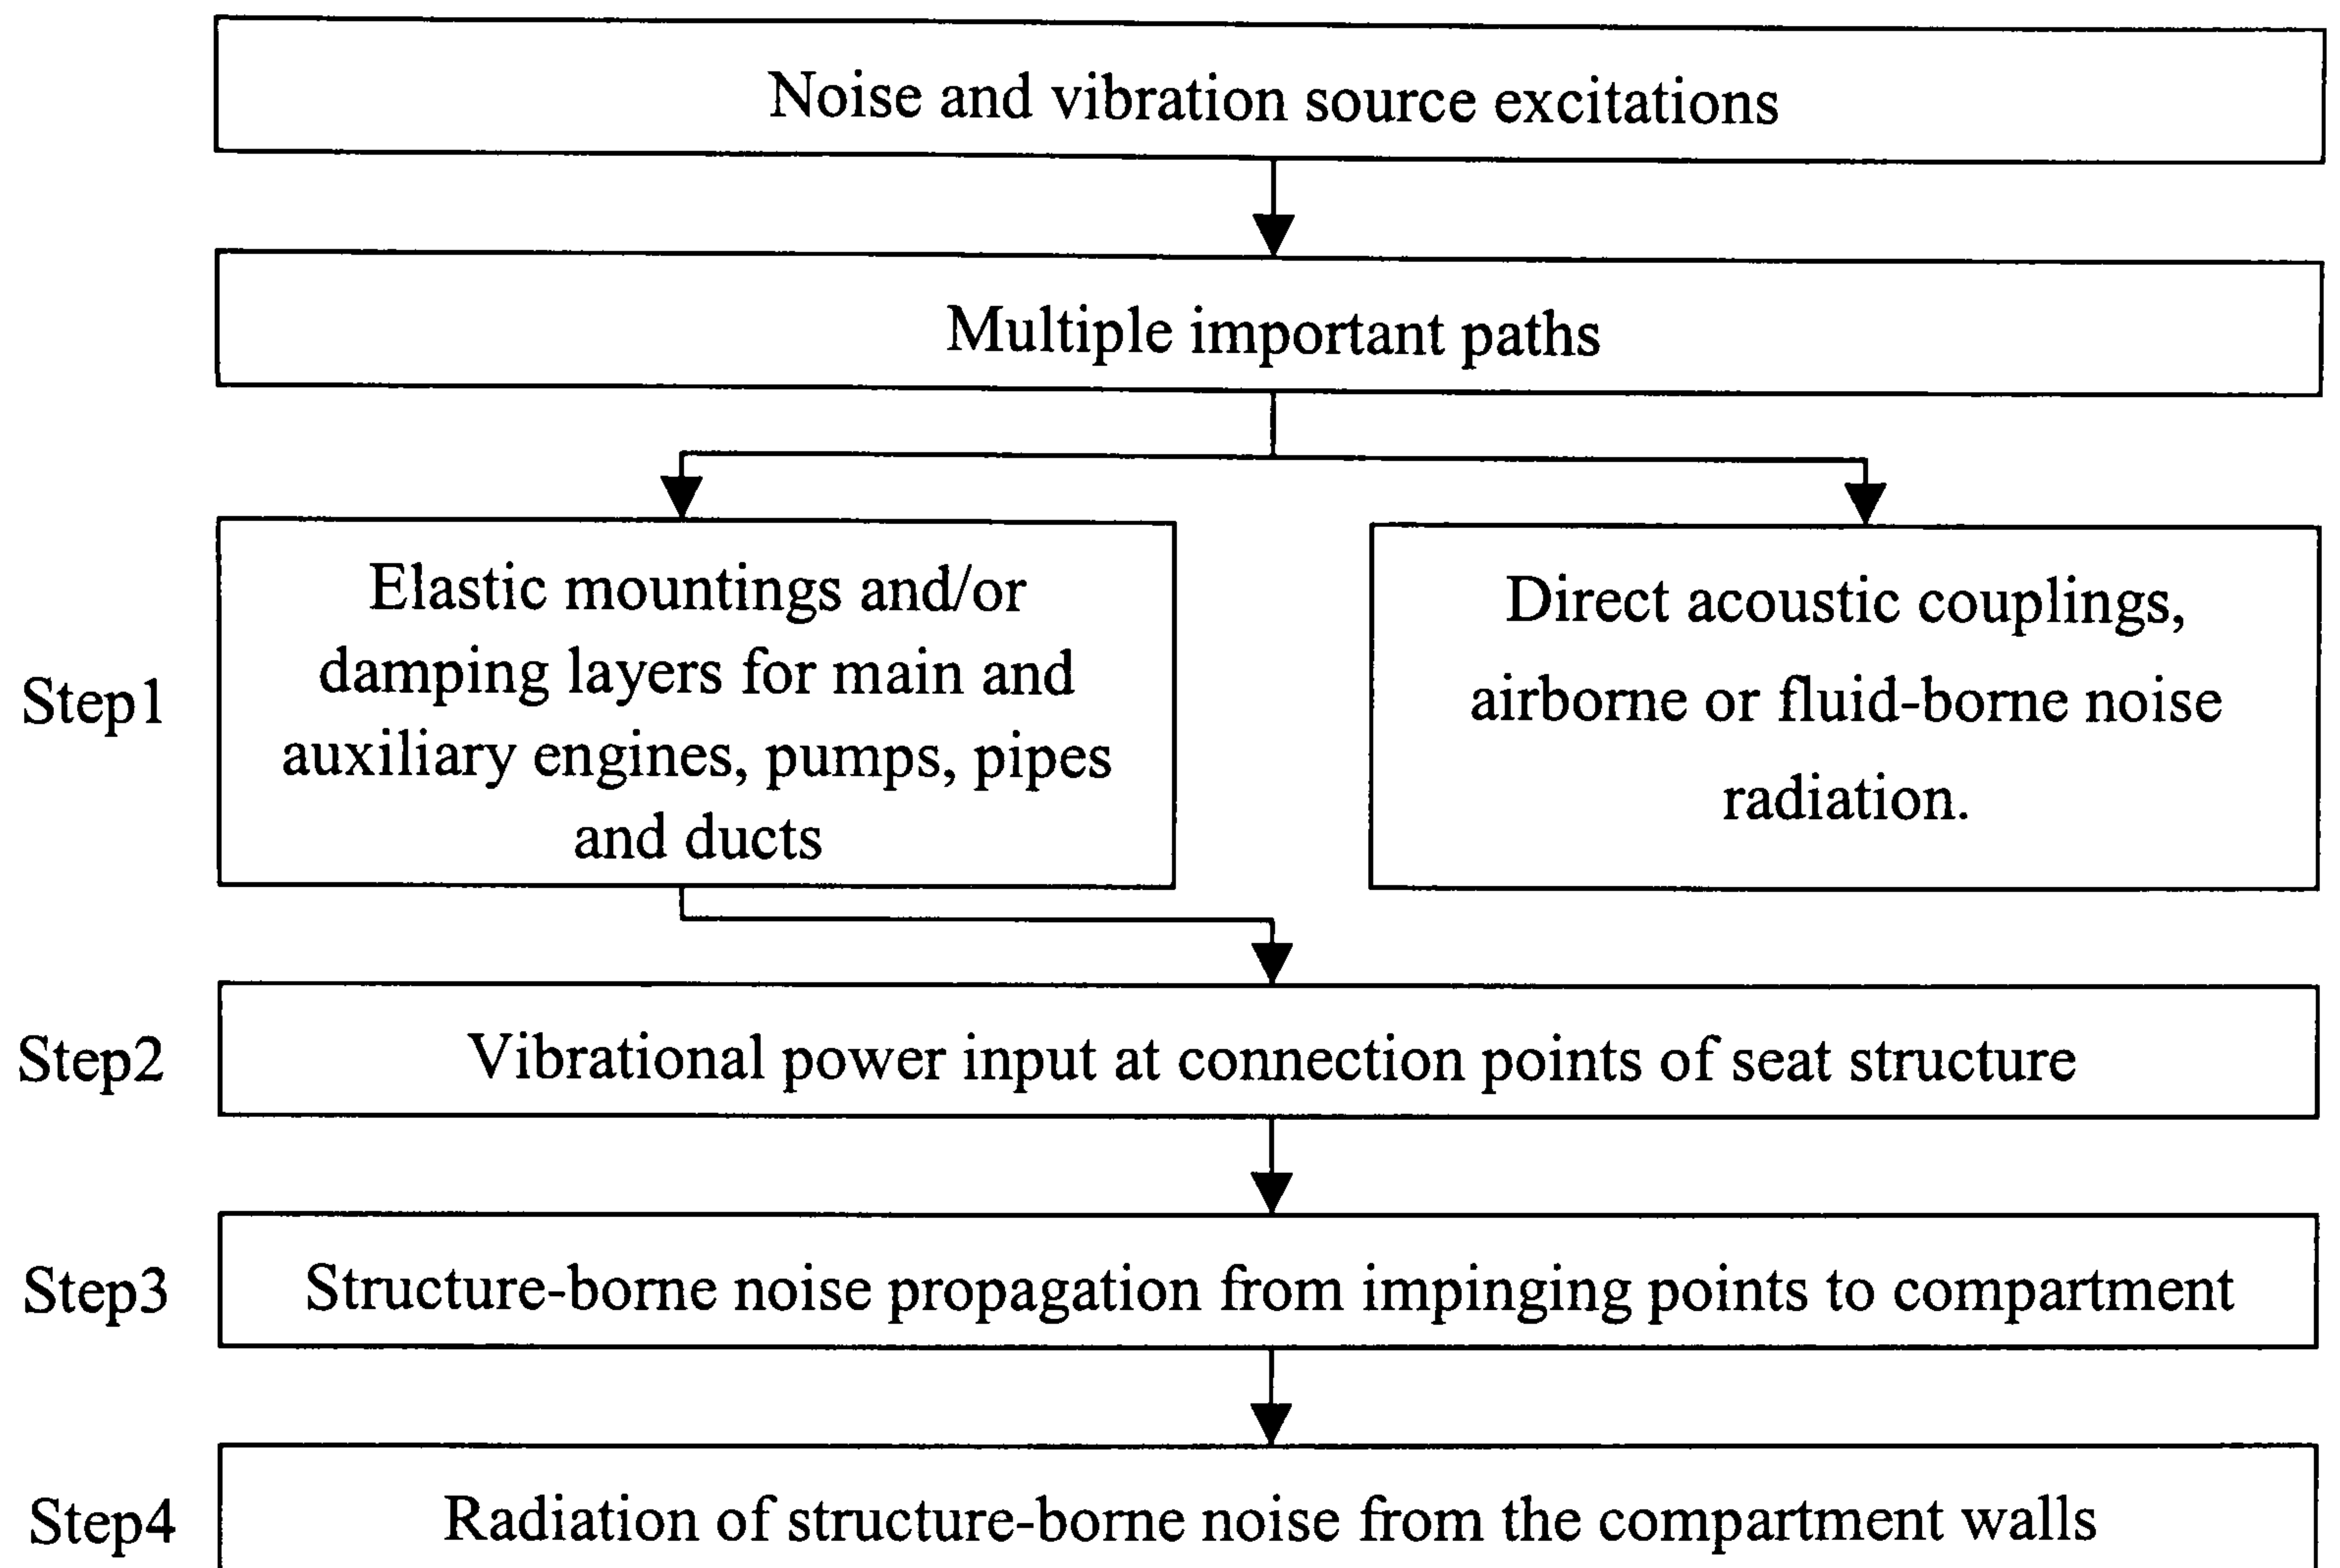 Noise and vibration source excitations
Multiple important paths
Step1
Elastic mountings and/or
damping layers for main and
auxiliary engines, pumps, pipes
and ducts
Direct acoustic couplings,
airborne or fluid-borne noise
radiation.
Step2
Vibrational power input at connection points of seat structure
Step3
Structure-borne noise propagation from impinging points to compartment
Step4
Radiation of structure-borne noise from the compartment walls